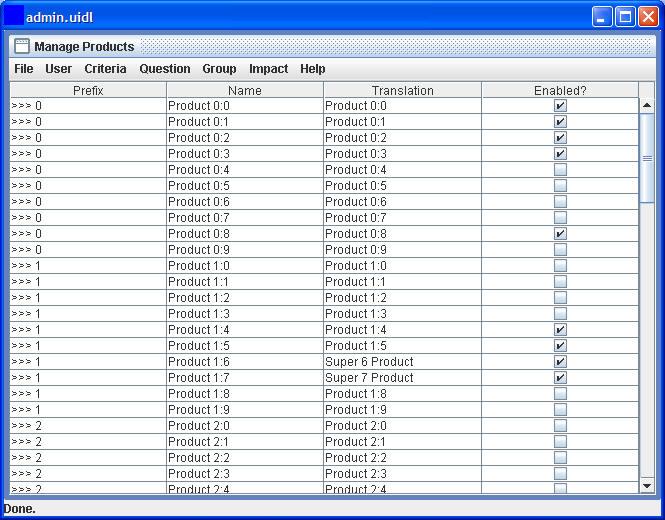 admin.uidl
Manage Products
File User Criteria Question Group Impact Help
Prefix Name Translation Enabled?
>>> 0 Product 0:0 Product 0:0
>>> 0 Product 0:1 Product 0:1
>>> 0 Product 0:2 Product 0:2
>>> 0 Product 0:3 Product 0:3
>>> 0 Product 0:4 Product 0:4
>>> 0 Product 0:5 Product 0:5
>>> 0 Product 0:6 Product 0:6
>>> 0 Product 0:7 Product 0:7
>>> 0 Product 0:8 Product 0:8
>>> 0 Product 0:9 Product 0:9
>>> 1 Product 1:0 Product 1:0
>>> 1 Product 1:1 Product 1:1
>>> 1 Product 1:2 Product 1:2
>>> 1 Product 1:3 Product 1:3
>>> 1 Product 1:4 Product 1:4
>>> 1 Product 1:5 Product 1:5
>>> 1 Product 1:6 Super 6 Product
>>> 1 Product 1:7 Super 7 Product
>>> 1 Product 1:8 Product 1:8
>>> 1 Product 1:9 Product 1:9
>>> 2 Product 2:0 Product 2:0
>>> 2 Product 2:1 Product 2:1
>>> 2 Product 2:2 Product 2:2
>>> 2 Product 2:3 Product 2:3
>>> 2 Product 2:4 Product 2:4
Done.